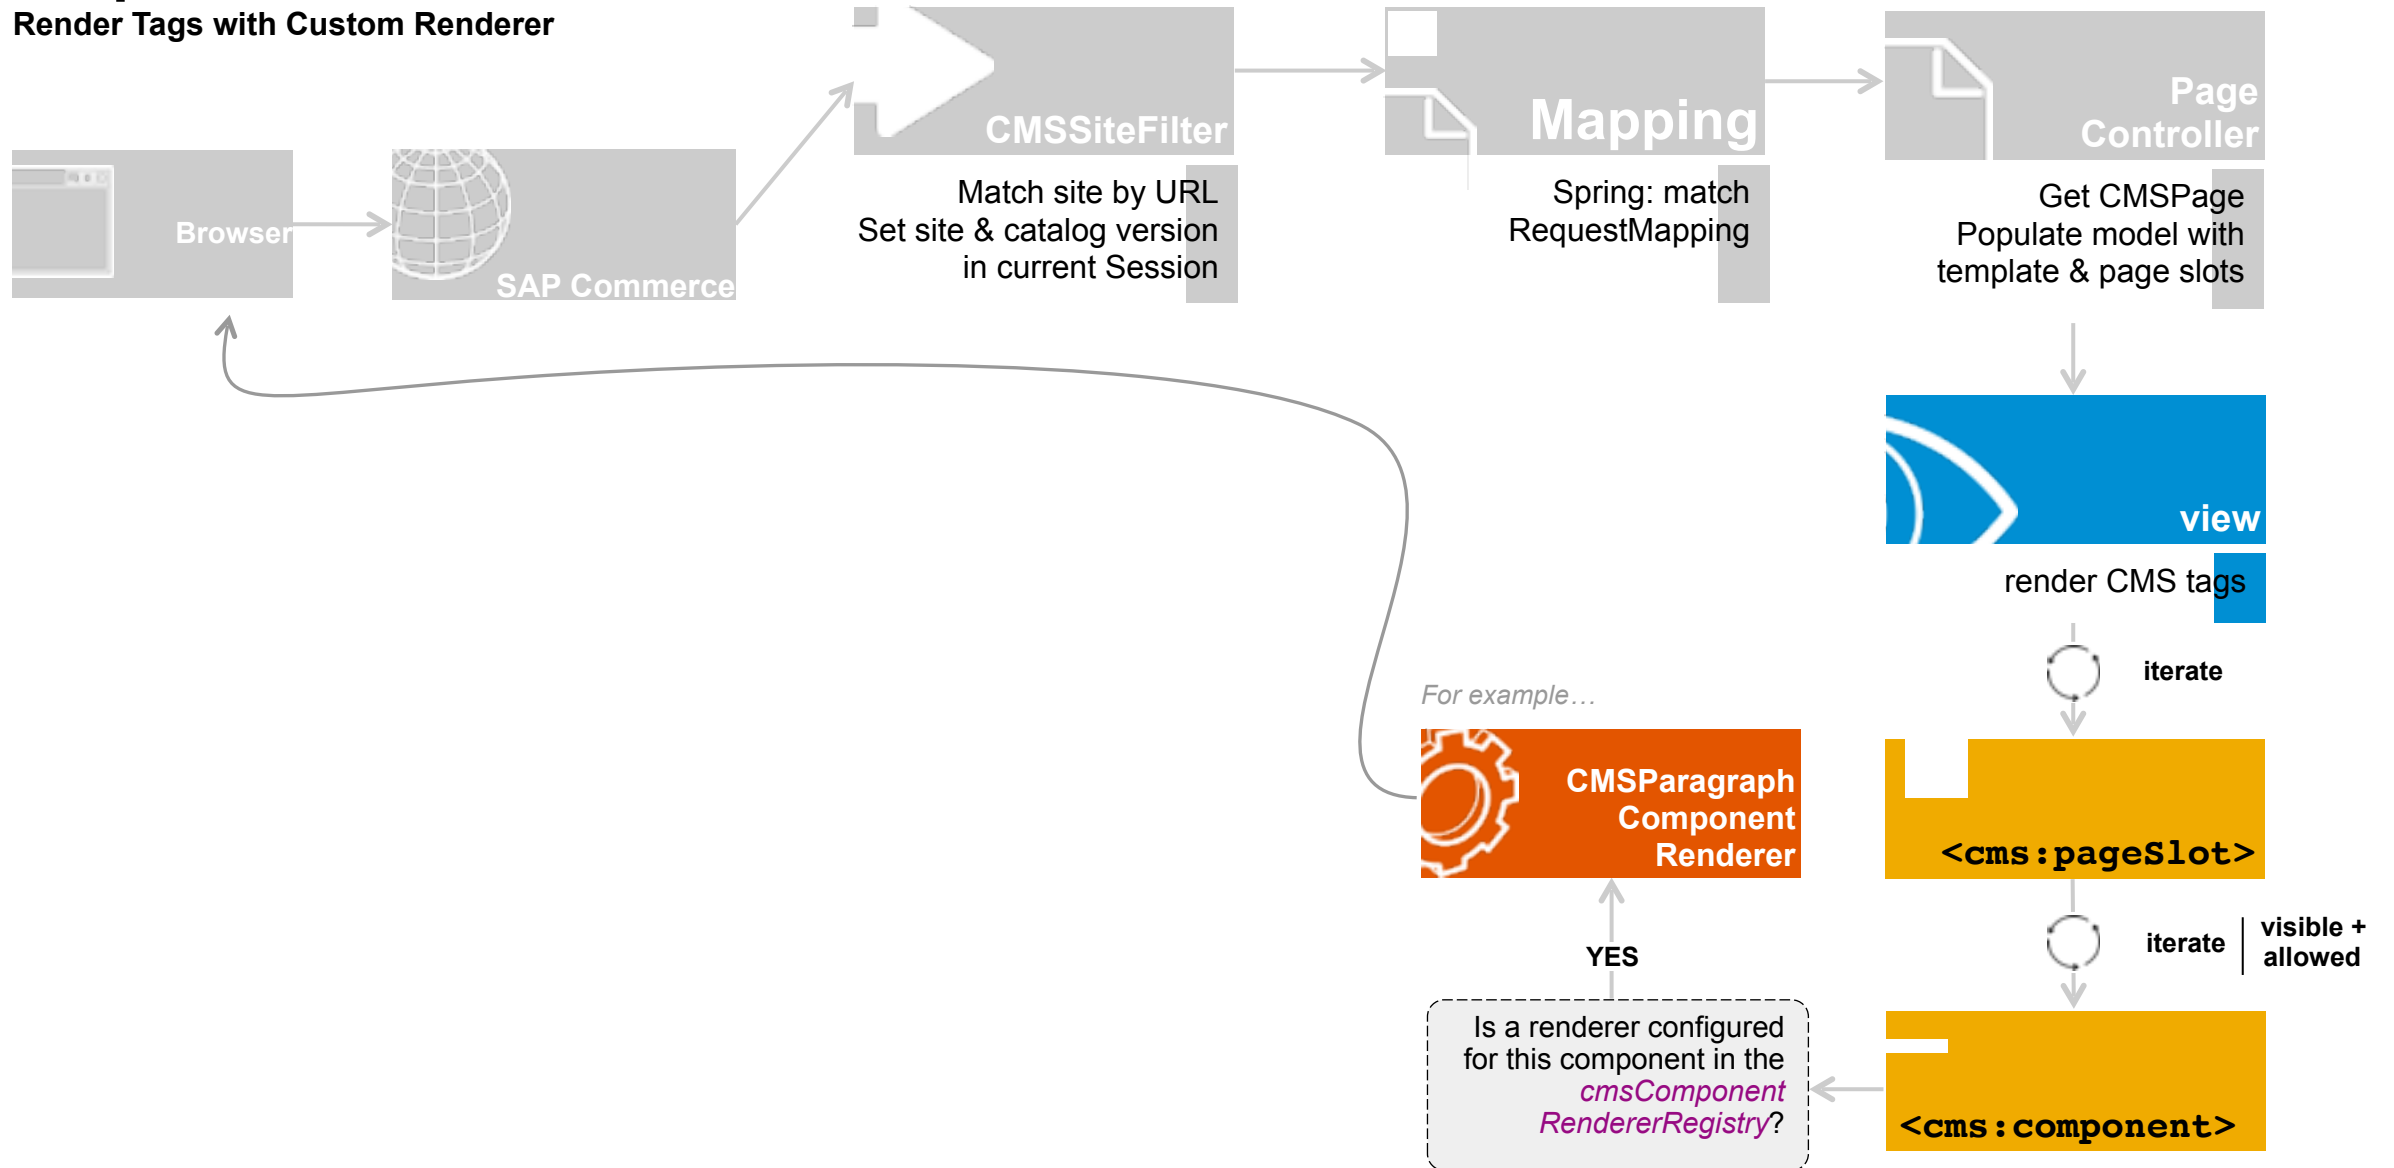 Render Tags with Custom Renderer
Browser
SAP Commerce
CMSSiteFilter
Match site by URL
Set site & catalog version
in current Session
Mapping
Spring: match
RequestMapping
Page
Controller
Get CMSPage
Populate model with
template & page slots
view
render CMS tags
iterate
<cms:pageSlot>
iterate
visible +
allowed
<cms:component>
Is a renderer configured
for this component in the
cmsComponent
RendererRegistry?
YES
For example…
CMSParagraph
Component
Renderer